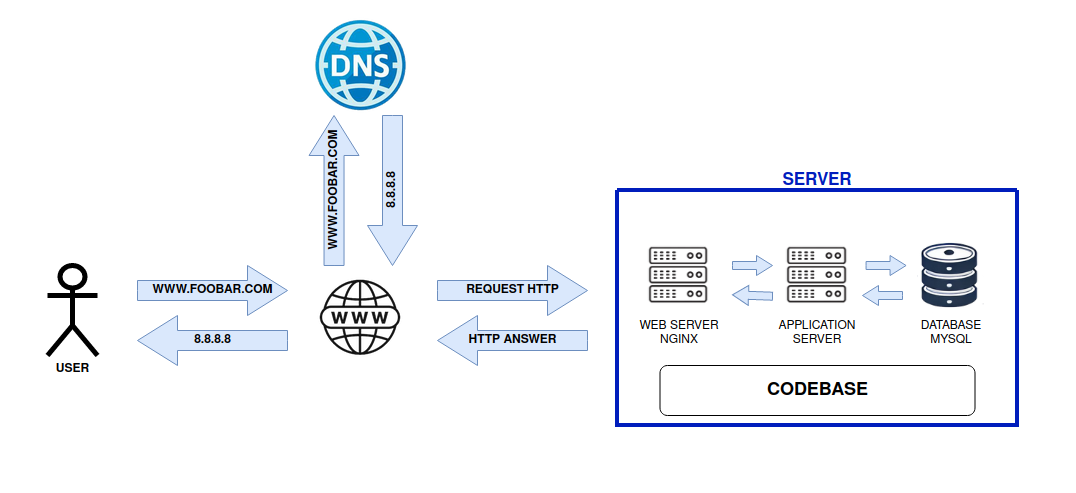 DNS
WWW.FOOBAR.COM
8.8.8.8
SERVER
WWW.FOOBAR.COM
8.8.8.8
USER
WWW
REQUEST HTTP
HTTP ANSWER
WEB SERVER
NGINX
APPLICATION
SERVER
DATABASE
MYSQL
CODEBASE